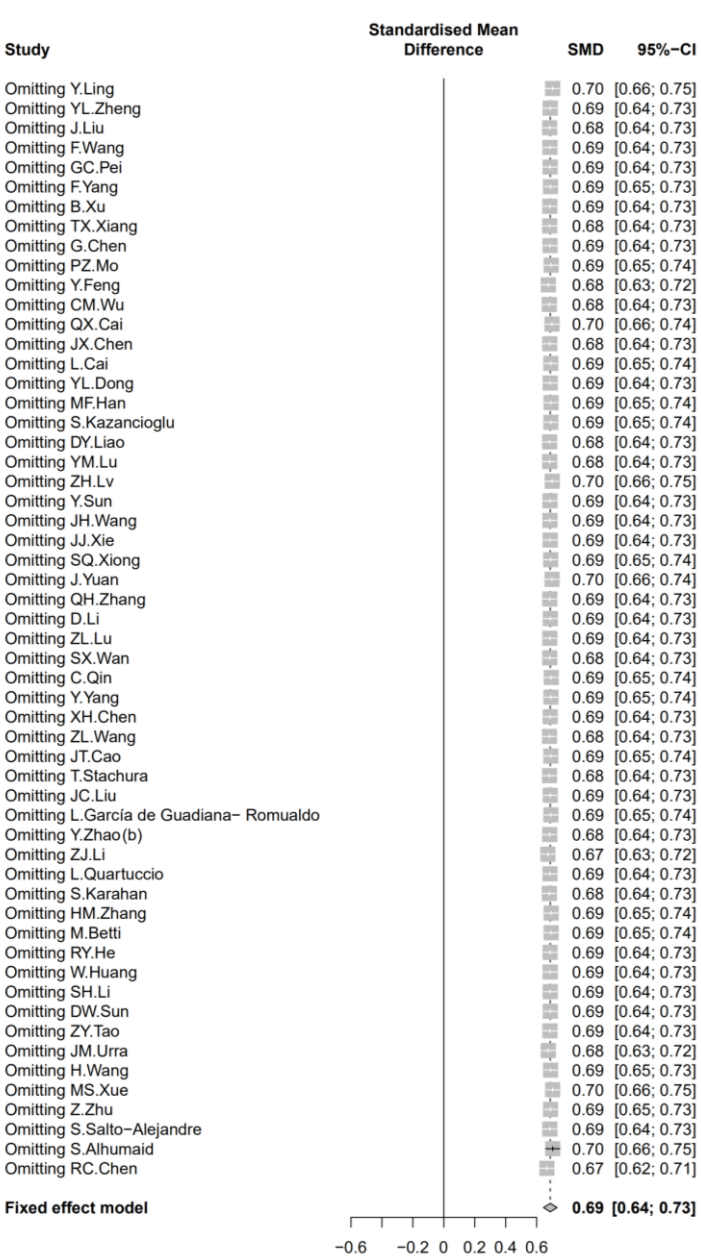 Standardised Mean
Study Difference SMD 95%−CI
Omitting Y.Ling 0.70 [0.66; 0.75]
Omitting YL.Zheng 0.69 [0.64; 0.73]
Omitting J.Liu 0.68 [0.64; 0.73]
Omitting F.Wang 0.69 [0.64; 0.73]
Omitting GC.Pei 0.69 [0.64; 0.73]
Omitting F.Yang 0.69 [0.65; 0.73]
Omitting B.Xu 0.69 [0.64; 0.73]
Omitting TX.Xiang 0.68 [0.64; 0.73]
Omitting G.Chen 0.69 [0.64; 0.73]
Omitting PZ.Mo 0.69 [0.65; 0.74]
Omitting Y.Feng 0.68 [0.63; 0.72]
Omitting CM.Wu 0.68 [0.64; 0.73]
Omitting QX.Cai 0.70 [0.66; 0.74]
Omitting JX.Chen 0.68 [0.64; 0.73]
Omitting L.Cai 0.69 [0.65; 0.74]
Omitting YL.Dong 0.69 [0.64; 0.73]
Omitting MF.Han 0.69 [0.65; 0.74]
Omitting S.Kazancioglu 0.69 [0.65; 0.74]
Omitting DY.Liao 0.68 [0.64; 0.73]
Omitting YM.Lu 0.68 [0.64; 0.73]
Omitting ZH.Lv 0.70 [0.66; 0.75]
Omitting Y.Sun 0.69 [0.64; 0.73]
Omitting JH.Wang 0.69 [0.64; 0.73]
Omitting JJ.Xie 0.69 [0.64; 0.73]
Omitting SQ.Xiong 0.69 [0.65; 0.74]
Omitting J.Yuan 0.70 [0.66; 0.74]
Omitting QH.Zhang 0.69 [0.64; 0.73]
Omitting D.Li 0.69 [0.64; 0.73]
Omitting ZL.Lu 0.69 [0.64; 0.73]
Omitting SX.Wan 0.68 [0.64; 0.73]
Omitting C.Qin 0.69 [0.65; 0.74]
Omitting Y.Yang 0.69 [0.65; 0.74]
Omitting XH.Chen 0.69 [0.64; 0.73]
Omitting ZL.Wang 0.68 [0.64; 0.73]
Omitting JT.Cao 0.69 [0.65; 0.74]
Omitting T.Stachura 0.68 [0.64; 0.73]
Omitting JC.Liu 0.69 [0.64; 0.73]
Omitting L.García de Guadiana− Romualdo 0.69 [0.65; 0.74]
Omitting Y.Zhao(b) 0.68 [0.64; 0.73]
Omitting ZJ.Li 0.67 [0.63; 0.72]
Omitting L.Quartuccio 0.69 [0.64; 0.73]
Omitting S.Karahan 0.68 [0.64; 0.73]
Omitting HM.Zhang 0.69 [0.65; 0.74]
Omitting M.Betti 0.69 [0.65; 0.74]
Omitting RY.He 0.69 [0.64; 0.73]
Omitting W.Huang 0.69 [0.64; 0.73]
Omitting SH.Li 0.69 [0.64; 0.73]
Omitting DW.Sun 0.69 [0.64; 0.73]
Omitting ZY.Tao 0.69 [0.64; 0.73]
Omitting JM.Urra 0.68 [0.63; 0.72]
Omitting H.Wang 0.69 [0.65; 0.73]
Omitting MS.Xue 0.70 [0.66; 0.75]
Omitting Z.Zhu 0.69 [0.65; 0.73]
Omitting S.Salto−Alejandre 0.69 [0.64; 0.73]
Omitting S.Alhumaid 0.70 [0.66; 0.75]
Omitting RC.Chen 0.67 [0.62; 0.71]
Fixed effect model 0.69 [0.64; 0.73]
−0.6 −0.2 0 0.2 0.4 0.6